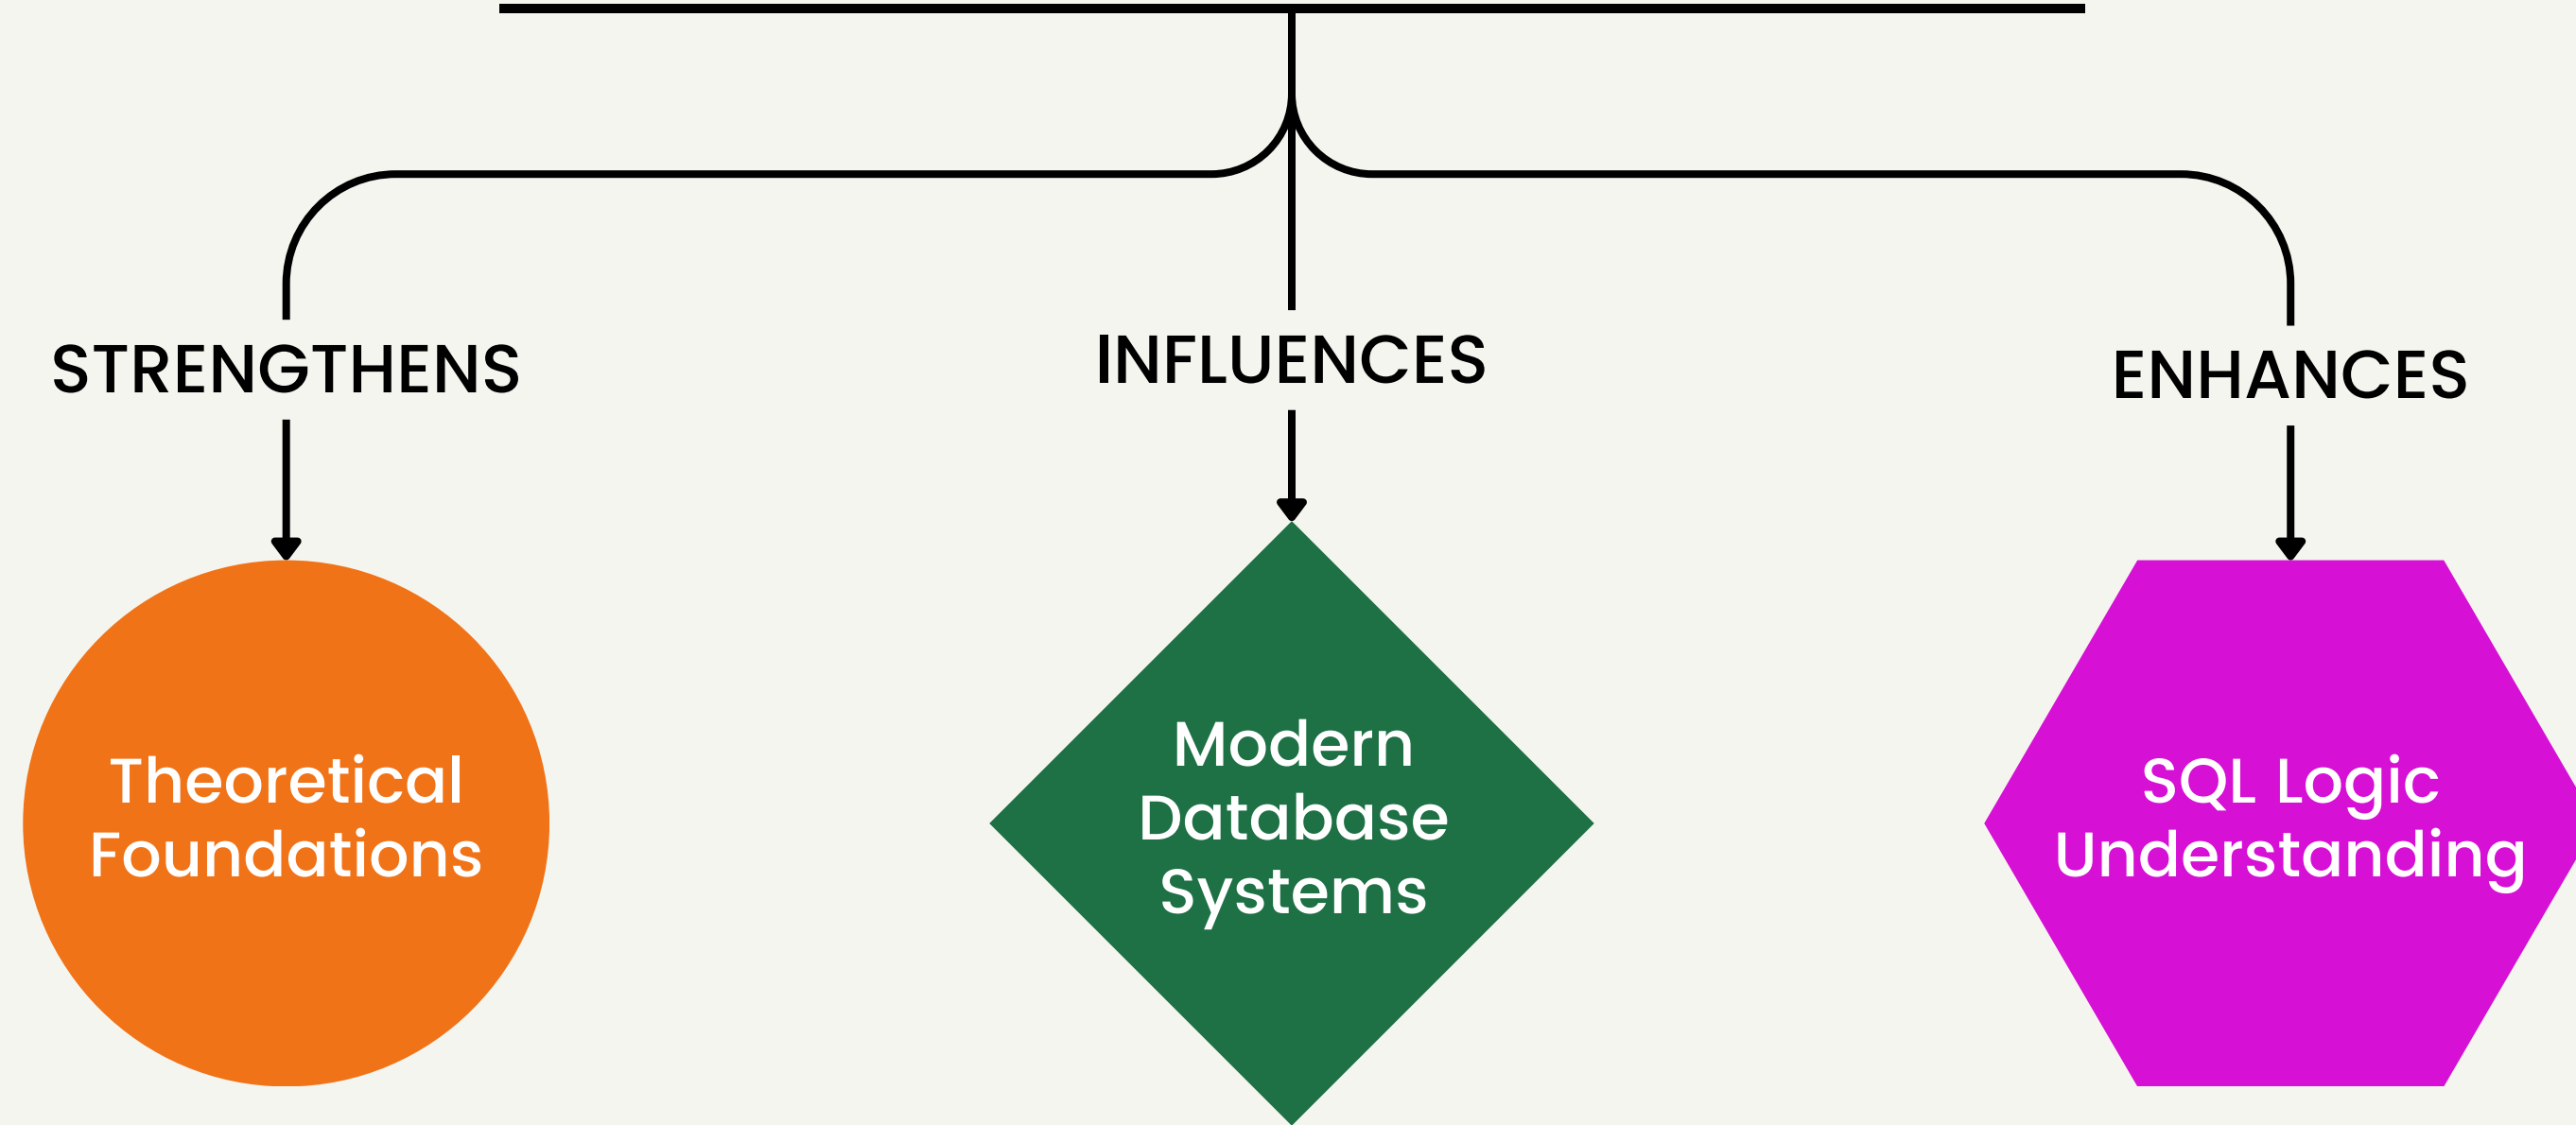 STRENGTHENS
INFLUENCES
ENHANCES
Theoretical
Foundations
Modern
Database
Systems
SQL Logic
Understanding